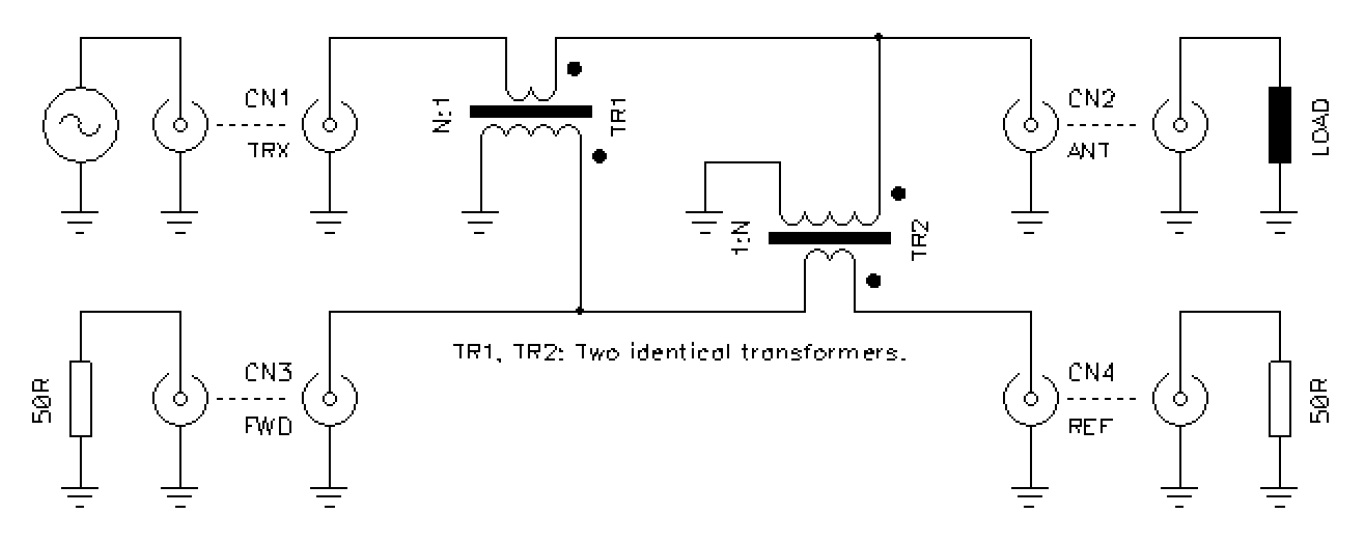 CN1
TRX
N:1
TR1
CN2
ANT
LOAD
1:N
TR2
50R
CN3
FWD
TR1, TR2: Two identical transformers.
CN4
REF
50R